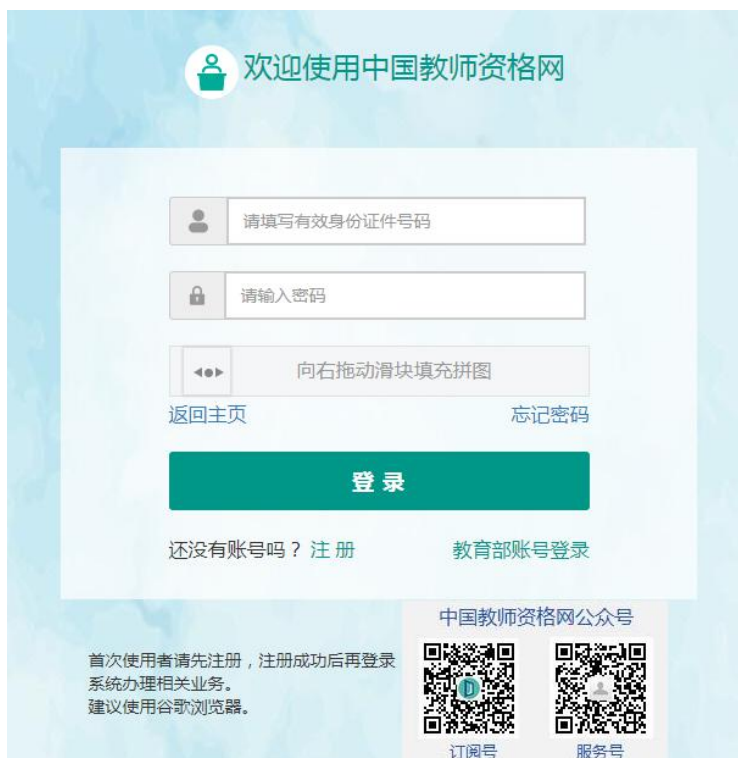 欢迎使用中国教师资格网
请填写有效身份证件号码
请输入密码
向右拖动滑块填充拼图
返回主页 忘记密码
登 录
还没有账号吗？注 册 教育部账号登录
中国教师资格网公众号
首次使用者请先注册，注册成功后再登录
系统办理相关业务。
建议使用谷歌浏览器。
订阅号 服务号